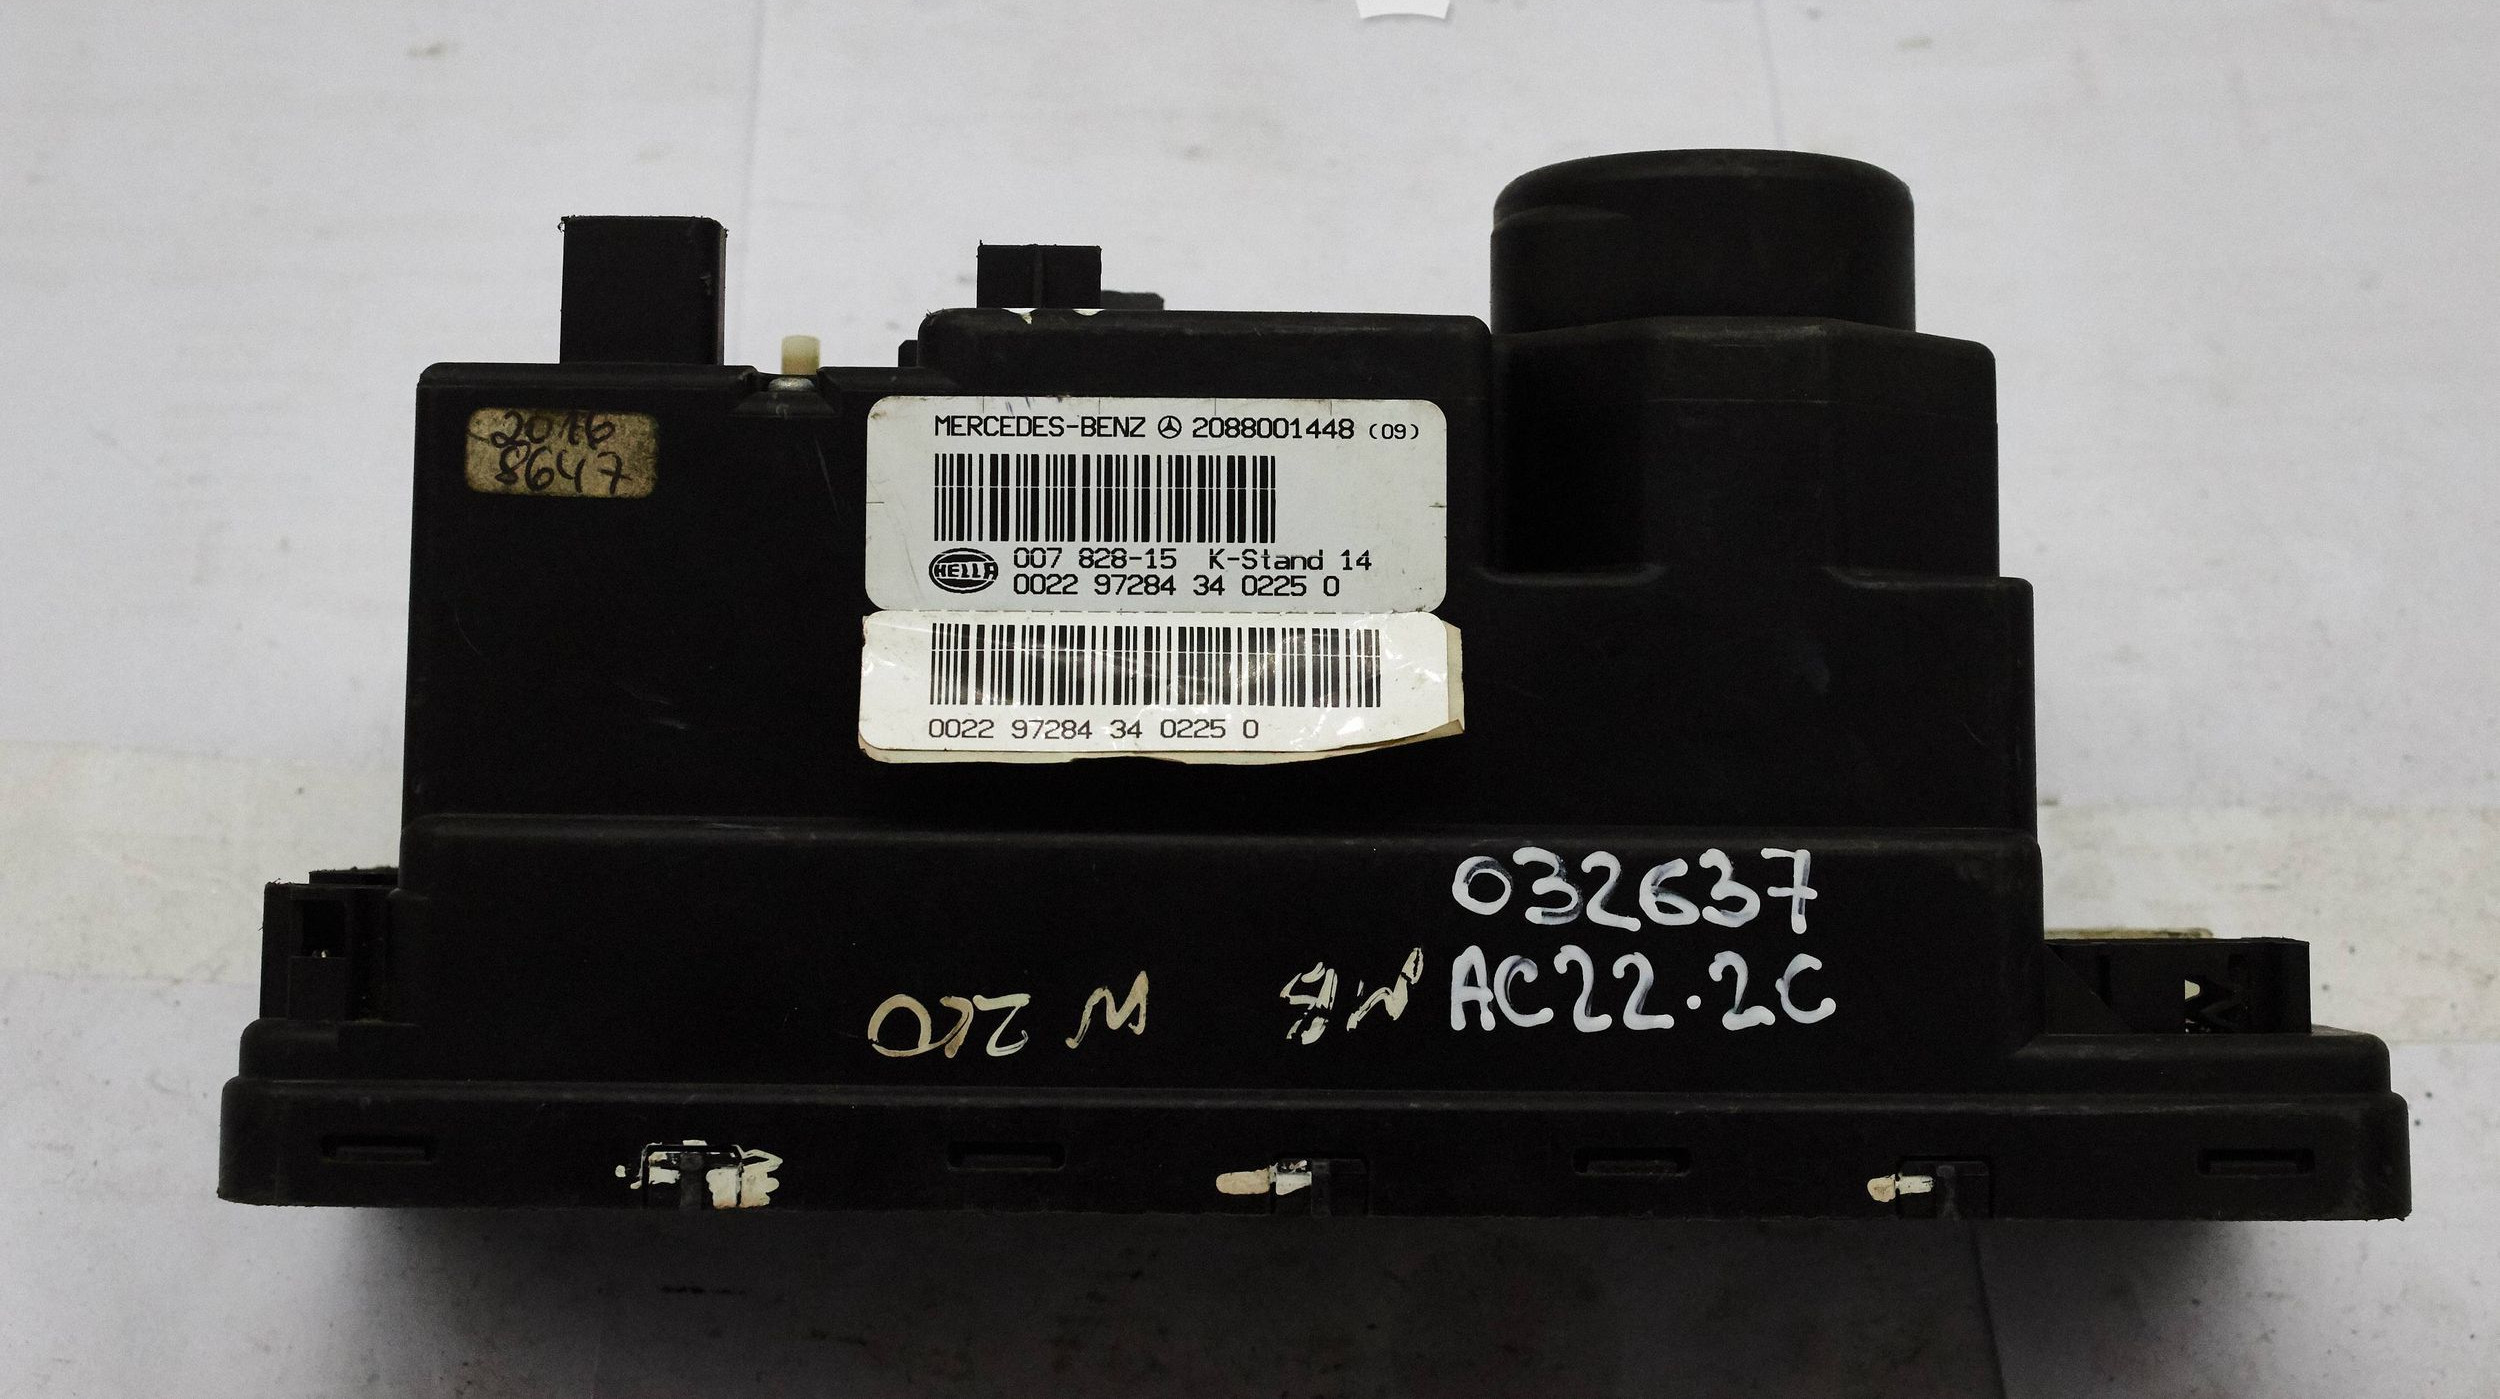 2016
8647
MERCEDES-BENZ 2088001448 (09)
HELLA 007 828-15 K-Stand 14
0022 97284 34 0225 0
0022 97284 34 0225 0
032637
AC22.2C
W 210